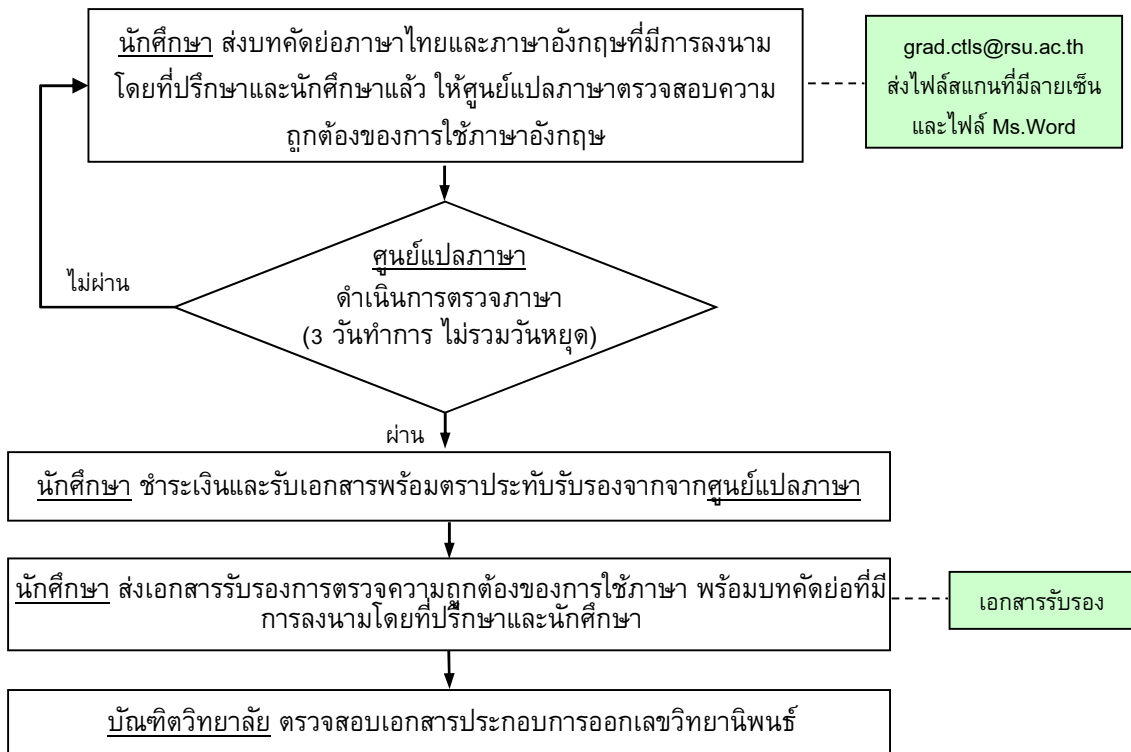 นักศึกษา ส่งบทคัดย่อภาษาไทยและภาษาอังกฤษที่มีการลงนาม
โดยที่ปรึกษาและนักศึกษาแล้ว ให้ศูนย์แปลภาษาตรวจสอบความ
ถูกต้องของการใช้ภาษาอังกฤษ
grad.ctls@rsu.ac.th
ส่งไฟล์สแกนที่มีลายเซ็น
และไฟล์ Ms.Word
ศูนย์แปลภาษา
ดำเนินการตรวจภาษา
(3 วันทำการ ไม่รวมวันหยุด)
ไม่ผ่าน
ผ่าน
นักศึกษา ชำระเงินและรับเอกสารพร้อมตราประทับรับรองจากจากศูนย์แปลภาษา
นักศึกษา ส่งเอกสารรับรองการตรวจความถูกต้องของการใช้ภาษา พร้อมบทคัดย่อที่มี
การลงนามโดยที่ปรึกษาและนักศึกษา
เอกสารรับรอง
บัณฑิตวิทยาลัย ตรวจสอบเอกสารประกอบการออกเลขวิทยานิพนธ์